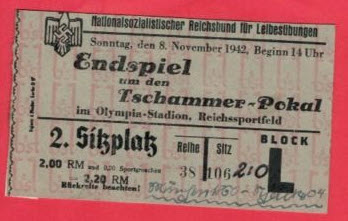 Nationalsozialistischer Reichsbund für Leibesübungen
Sonntag, den 8. November 1942, Beginn 14 Uhr
Endspiel
um den
Tschammer-Pokal
im Olympia-Stadion, Reichssportfeld
2. Sitzplatz
Reihe Sitz
BLOCK
2,00 RM und 0,20 Sportgroschen
38 106 210
L
2,20 RM
Rückseite beachten!